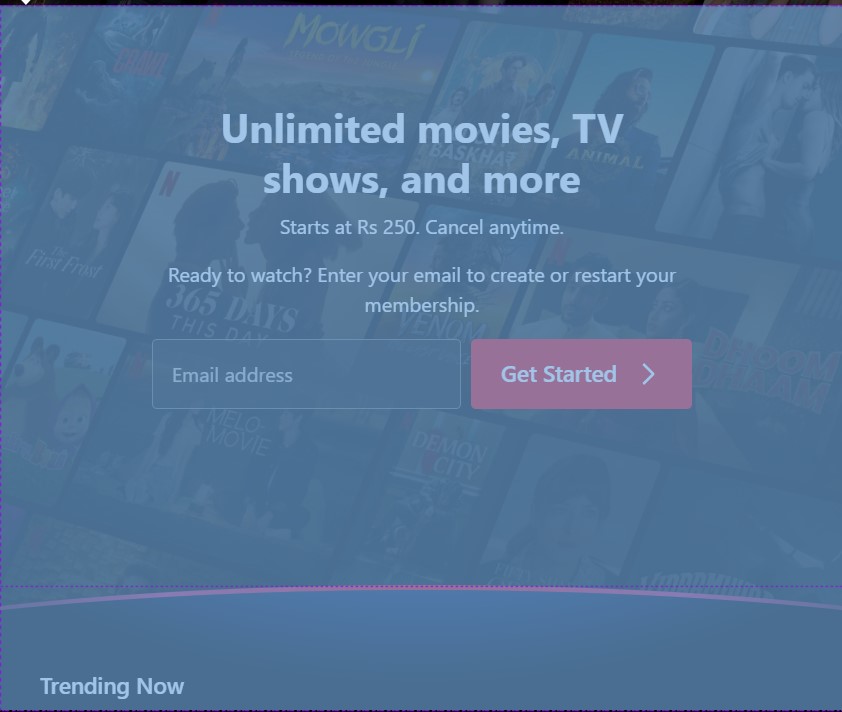 MOWGLI
BASKHAR
ANIMAL
Unlimited movies, TV
shows, and more
Starts at Rs 250. Cancel anytime.
Ready to watch? Enter your email to create or restart your
membership.
The
First Frost
365 DAYS
THIS DAY
VENOM
DHOOM
DHAAM
Email address
Get Started
MELO-
MOVIE
DEMON
CITY
Trending Now